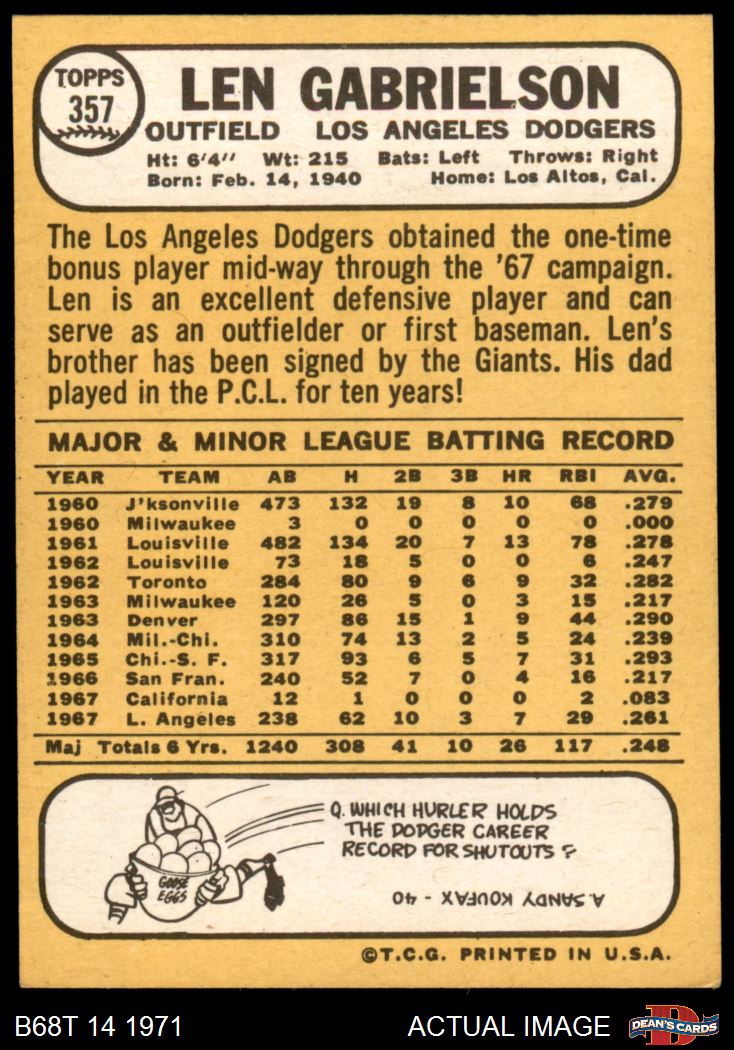 TOPPS
357
LEN GABRIELSON
OUTFIELD LOS ANGELES DODGERS
Ht: 6'4" Wt: 215 Bats: Left Throws: Right
Born: Feb. 14, 1940 Home: Los Altos, Cal.
The Los Angeles Dodgers obtained the one-time
bonus player mid-way through the '67 campaign.
Len is an excellent defensive player and can
serve as an outfielder or first baseman. Len's
brother has been signed by the Giants. His dad
played in the P.C.L. for ten years!
MAJOR & MINOR LEAGUE BATTING RECORD
YEAR TEAM AB H 2B 3B HR RBI AVG.
1960 J'ksonville 473 132 19 8 10 68 .279
1960 Milwaukee 3 0 0 0 0 0 .000
1961 Louisville 482 134 20 7 13 78 .278
1962 Louisville 73 18 5 0 0 6 .247
1962 Toronto 284 80 9 6 9 32 .282
1963 Milwaukee 120 26 5 0 3 15 .217
1963 Denver 297 86 15 1 9 44 .290
1964 Mil.-Chi. 310 74 13 2 5 24 .239
1965 Chi.-S. F. 317 93 6 5 7 31 .293
1966 San Fran. 240 52 7 0 4 16 .217
1967 California 12 1 0 0 0 2 .083
1967 L. Angeles 238 62 10 3 7 29 .261
Maj Totals 6 Yrs. 1240 308 41 10 26 117 .248
Q. WHICH HURLER HOLDS
THE DODGER CAREER
RECORD FOR SHUTOUTS?
GOOSE
EGGS
A. SANDY KOUFAX - 40
©T.C.G. PRINTED IN U.S.A.
B68T 14 1971 ACTUAL IMAGE DEAN'S CARDS